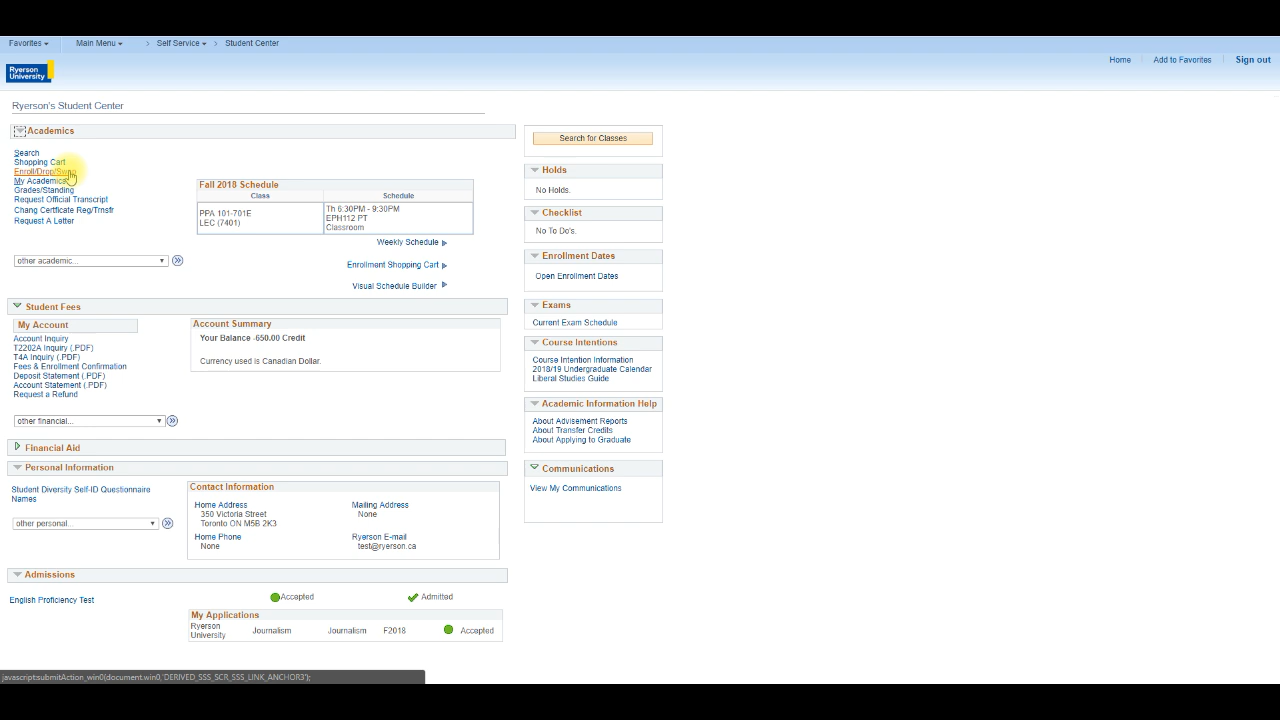 Favorites
Main Menu
Self Service
Student Center
Home
Add to Favorites
Sign out
Ryerson
University
Ryerson's Student Center
Academics
Search
Shopping Cart
Enroll/Drop/Swap
My Academics
Grades/Standing
Request Official Transcript
Chang Certficate Reg/Trnsfr
Request A Letter
other academic...
Fall 2018 Schedule
Class
Schedule
PPA 101-701E
LEC (7401)
Th 6:30PM - 9:30PM
EPH112 PT
Classroom
Weekly Schedule
Enrollment Shopping Cart
Visual Schedule Builder
Student Fees
My Account
Account Inquiry
T2202A Inquiry (.PDF)
T4A Inquiry (.PDF)
Fees & Enrollment Confirmation
Deposit Statement (.PDF)
Account Statement (.PDF)
Request a Refund
other financial...
Account Summary
Your Balance -650.00 Credit
Currency used is Canadian Dollar.
Financial Aid
Personal Information
Student Diversity Self-ID Questionnaire
Names
other personal...
Contact Information
Home Address
350 Victoria Street
Toronto ON M5B 2K3
Mailing Address
None
Home Phone
None
Ryerson E-mail
test@ryerson.ca
Admissions
English Proficiency Test
Accepted
Admitted
My Applications
Ryerson
University
Journalism
Journalism
F2018
Accepted
Search for Classes
Holds
No Holds.
Checklist
No To Do's.
Enrollment Dates
Open Enrollment Dates
Exams
Current Exam Schedule
Course Intentions
Course Intention Information
2018/19 Undergraduate Calendar
Liberal Studies Guide
Academic Information Help
About Advisement Reports
About Transfer Credits
About Applying to Graduate
Communications
View My Communications
javascript:submitAction_win0(document.win0,'DERIVED_SSS_SCR_SSS_LINK_ANCHOR3');